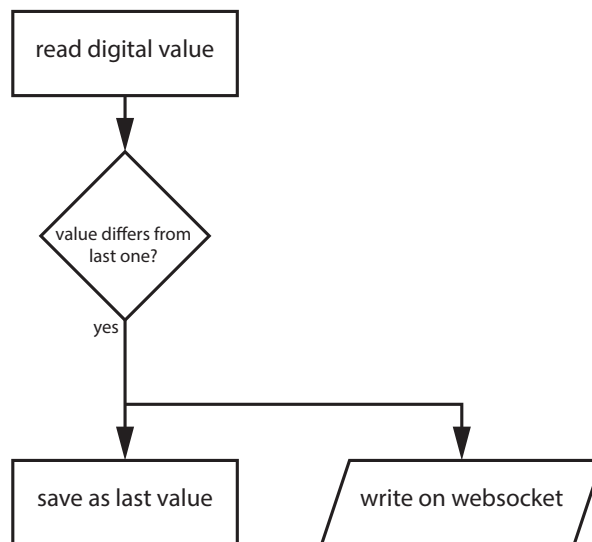 read digital value
value differs from
last one?
yes
save as last value
write on websocket